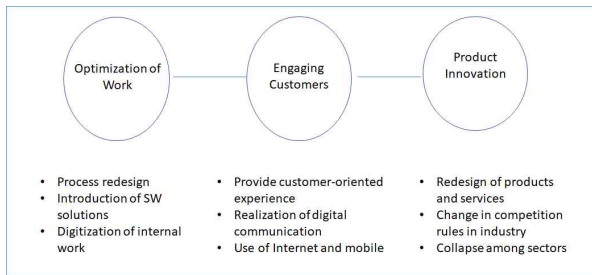 Optimization of
Work
Engaging
Customers
Product
Innovation
• Process redesign
• Introduction of SW
solutions
• Digitization of internal
work
• Provide customer-oriented
experience
• Realization of digital
communication
• Use of Internet and mobile
• Redesign of products
and services
• Change in competition
rules in industry
• Collapse among sectors